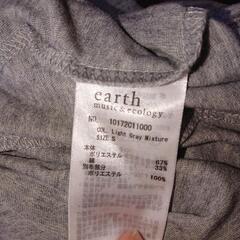 earth
music&ecology
NO. 10172C11000
COL. Light Gray Mixture
SIZE S
本体
ポリエステル 67%
綿 33%
別布部分
ポリエステル 100%